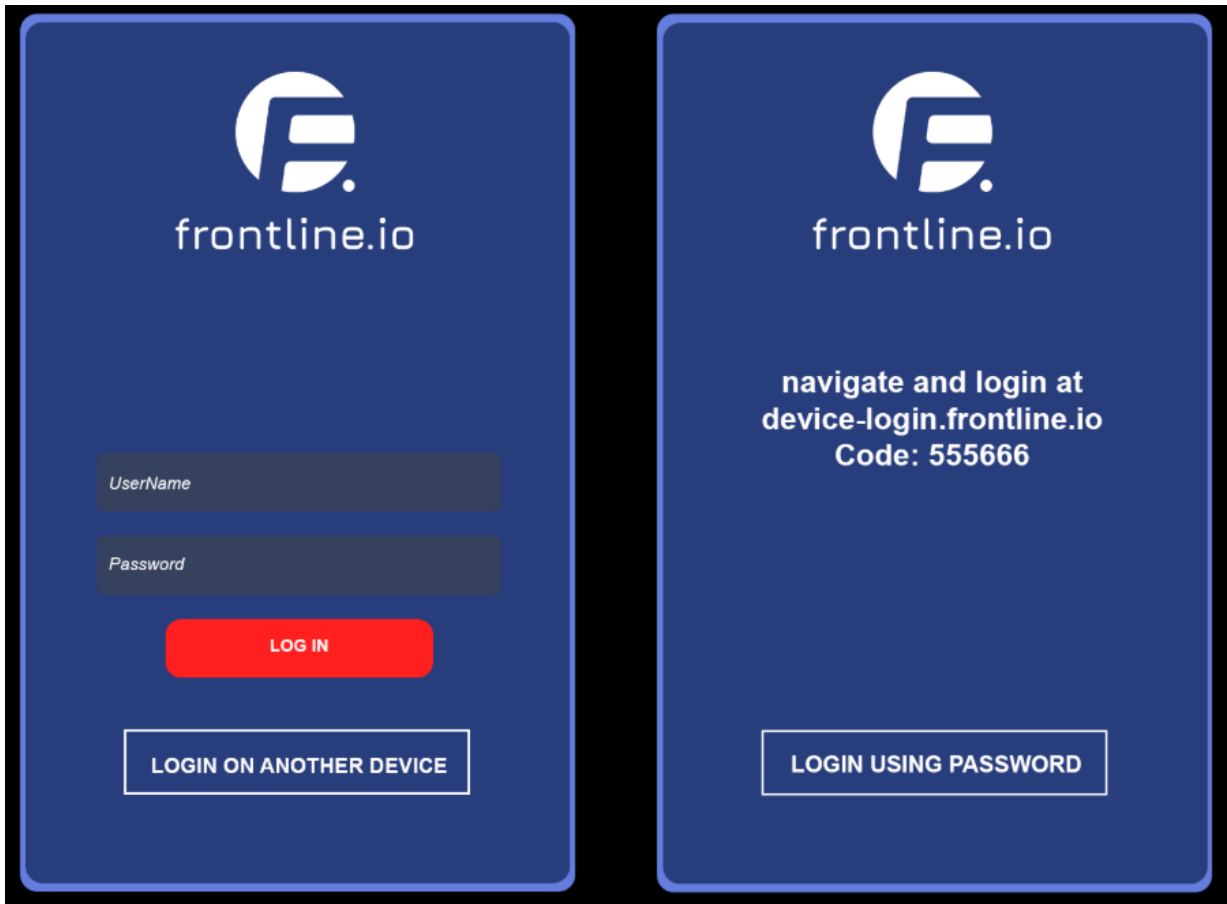 frontline.io
UserName
Password
LOG IN
LOGIN ON ANOTHER DEVICE
frontline.io
navigate and login at
device-login.frontline.io
Code: 555666
LOGIN USING PASSWORD